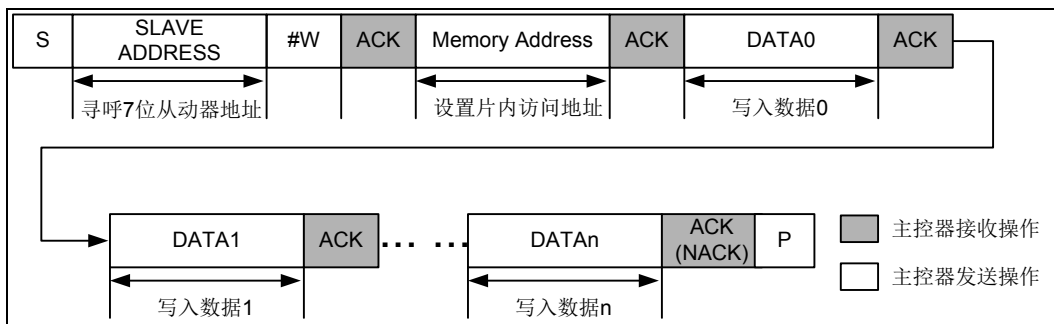 S SLAVE ADDRESS #W ACK Memory Address ACK DATA0 ACK
寻呼7位从动器地址 设置片内访问地址 写入数据0
DATA1 ACK ... ... DATAn ACK (NACK) P
写入数据1 写入数据n
主控器接收操作
主控器发送操作